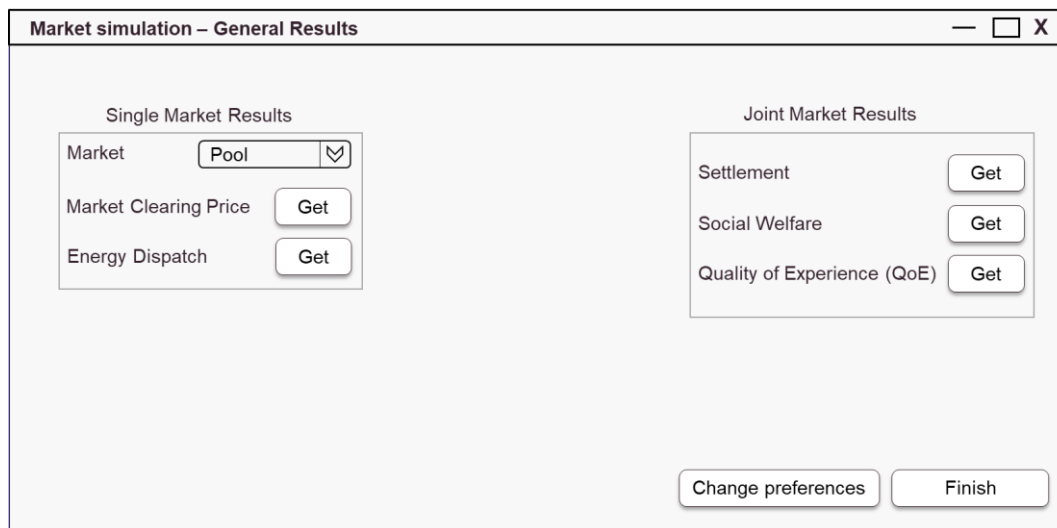 Market simulation – General Results
X
Single Market Results
Market
Pool
Market Clearing Price
Get
Energy Dispatch
Get
Joint Market Results
Settlement
Get
Social Welfare
Get
Quality of Experience (QoE)
Get
Change preferences
Finish